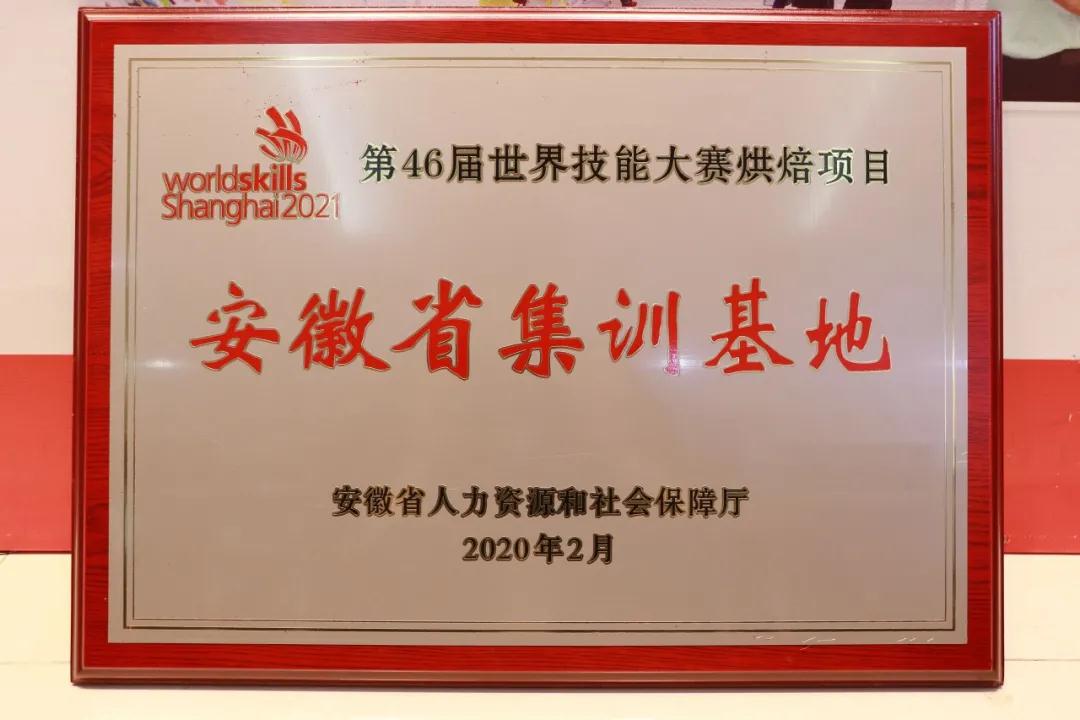 worldskills
Shanghai2021
第46届世界技能大赛烘焙项目
安徽省集训基地
安徽省人力资源和社会保障厅
2020年2月